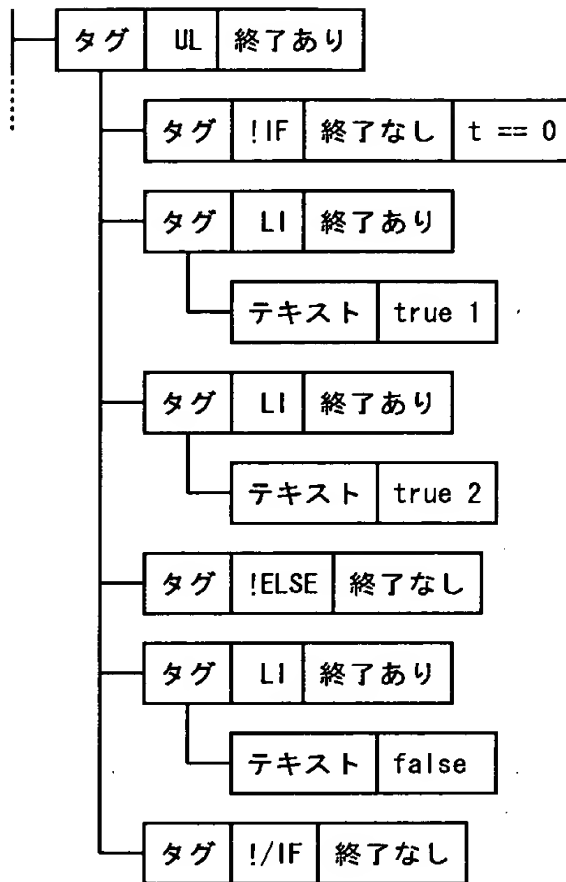 タグ UL 終了あり
タグ !IF 終了なし t == 0
タグ LI 終了あり
テキスト true 1
タグ LI 終了あり
テキスト true 2
タグ !ELSE 終了なし
タグ LI 終了あり
テキスト false
タグ !/IF 終了なし